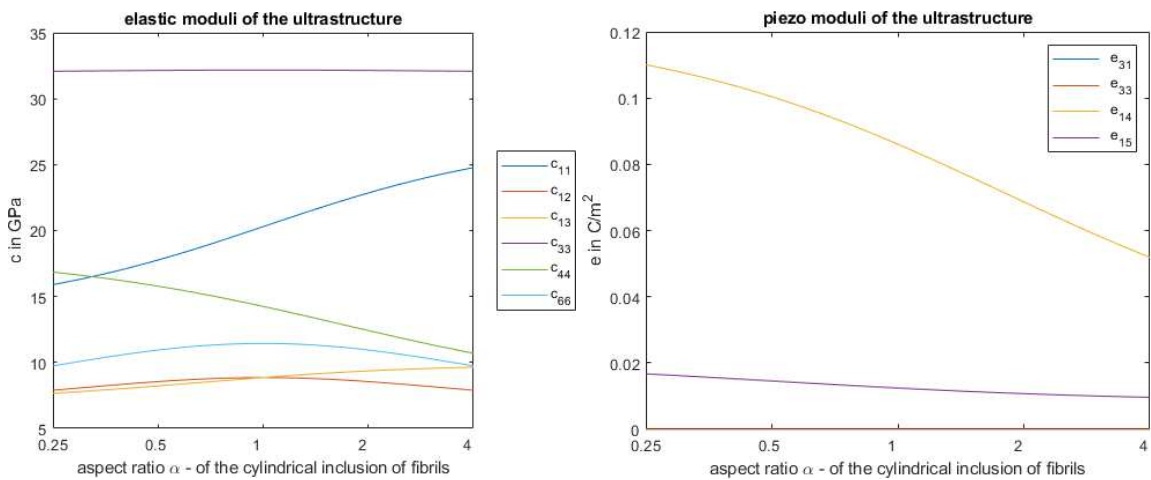 elastic moduli of the ultrastructure
35
30
25
20
15
10
5
c in GPa
0.25
0.5
1
2
4
aspect ratio α - of the cylindrical inclusion of fibrils
c11
c12
c13
c33
c44
c66
piezo moduli of the ultrastructure
0.12
0.1
0.08
0.06
0.04
0.02
0
e in C/m²
0.25
0.5
1
2
4
aspect ratio α - of the cylindrical inclusion of fibrils
e31
e33
e14
e15